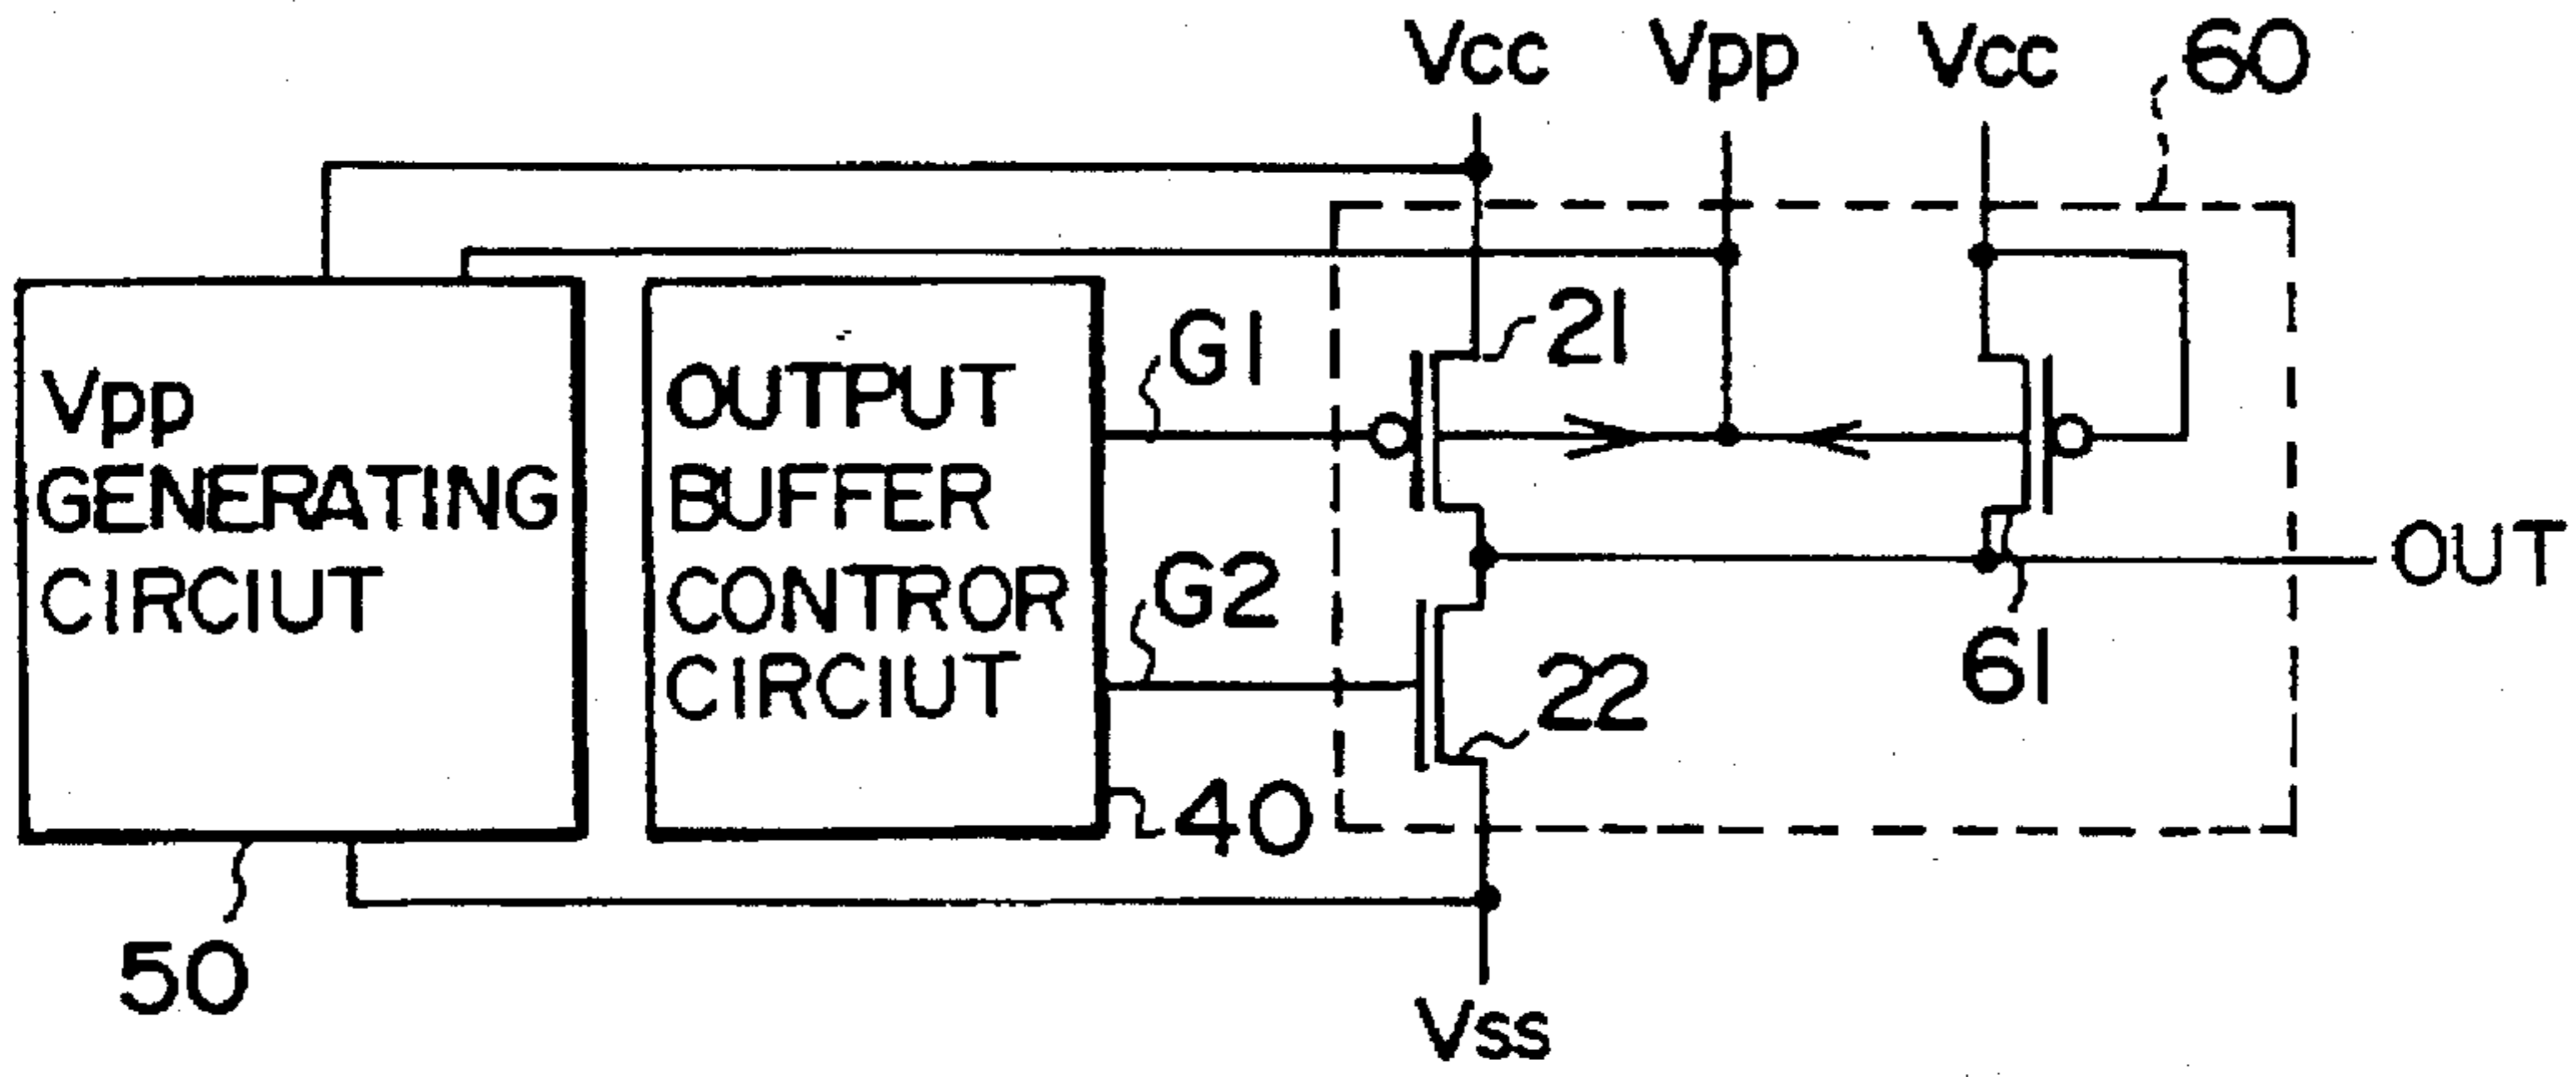 Vcc Vpp Vcc 60
21
G1
Vpp
GENERATING
CIRCIUT
OUTPUT
BUFFER
CONTROR
CIRCIUT
G2
OUT
61
22
40
50
Vss